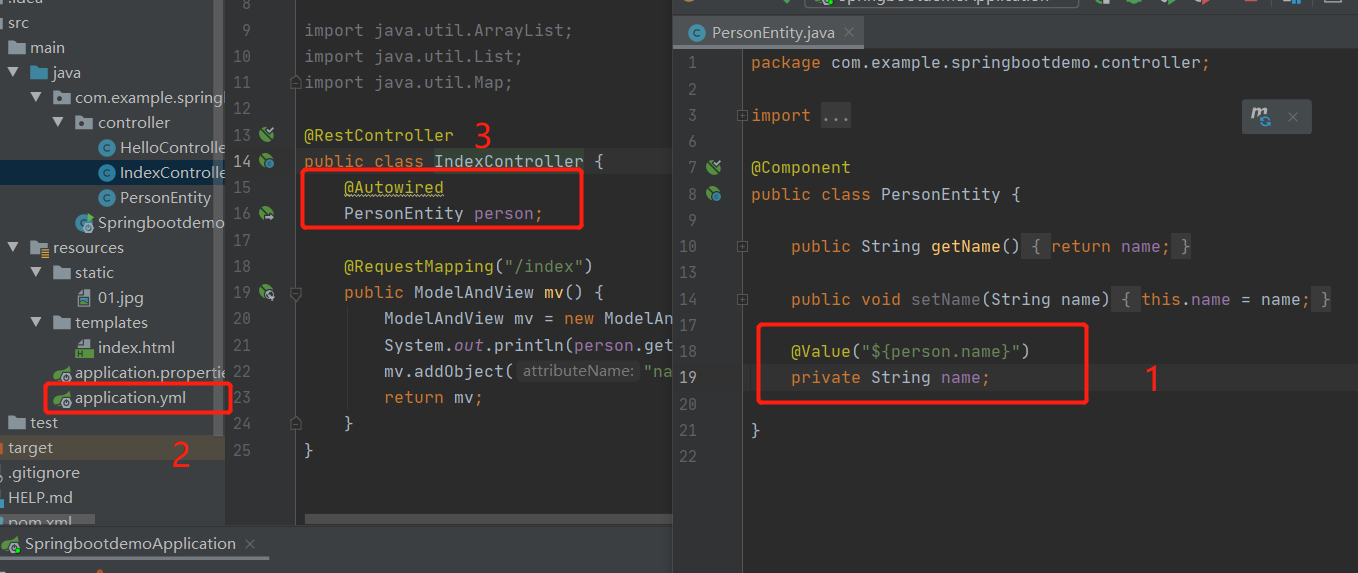 .idea
src
main
java
com.example.spring
controller
HelloControlle
IndexControlle
PersonEntity
Springbootdemo
resources
static
01.jpg
templates
index.html
application.propertie
application.yml
2
test
target
.gitignore
HELP.md
pom.xml
SpringbootdemoApplication ×
8
9 import java.util.ArrayList;
10 import java.util.List;
11 import java.util.Map;
12
13 @RestController
3
14 public class IndexController {
15 @Autowired
16 PersonEntity person;
17
18 @RequestMapping("/index")
19 public ModelAndView mv() {
20 ModelAndView mv = new ModelAn
21 System.out.println(person.get
22 mv.addObject( attributeName: "na
23 return mv;
24 }
25 }
SpringbootdemoApplication
PersonEntity.java ×
1 package com.example.springbootdemo.controller;
2
3 import ...
6
7 @Component
8 public class PersonEntity {
9
10 public String getName() { return name; }
13
14 public void setName(String name) { this.name = name; }
17
18 @Value("${person.name}")
19 private String name;
1
20
21 }
22